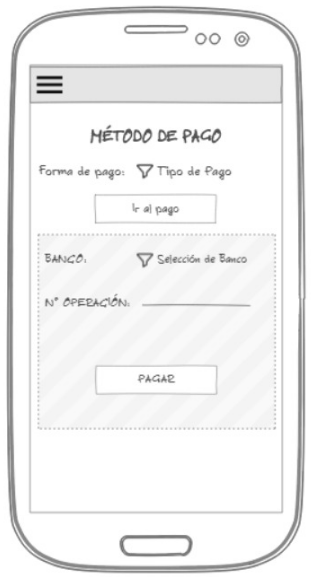 MÉTODO DE PAGO
Forma de pago: Tipo de Pago
Ir al pago
BANCO: Selección de Banco
N° OPERACIÓN:
PAGAR